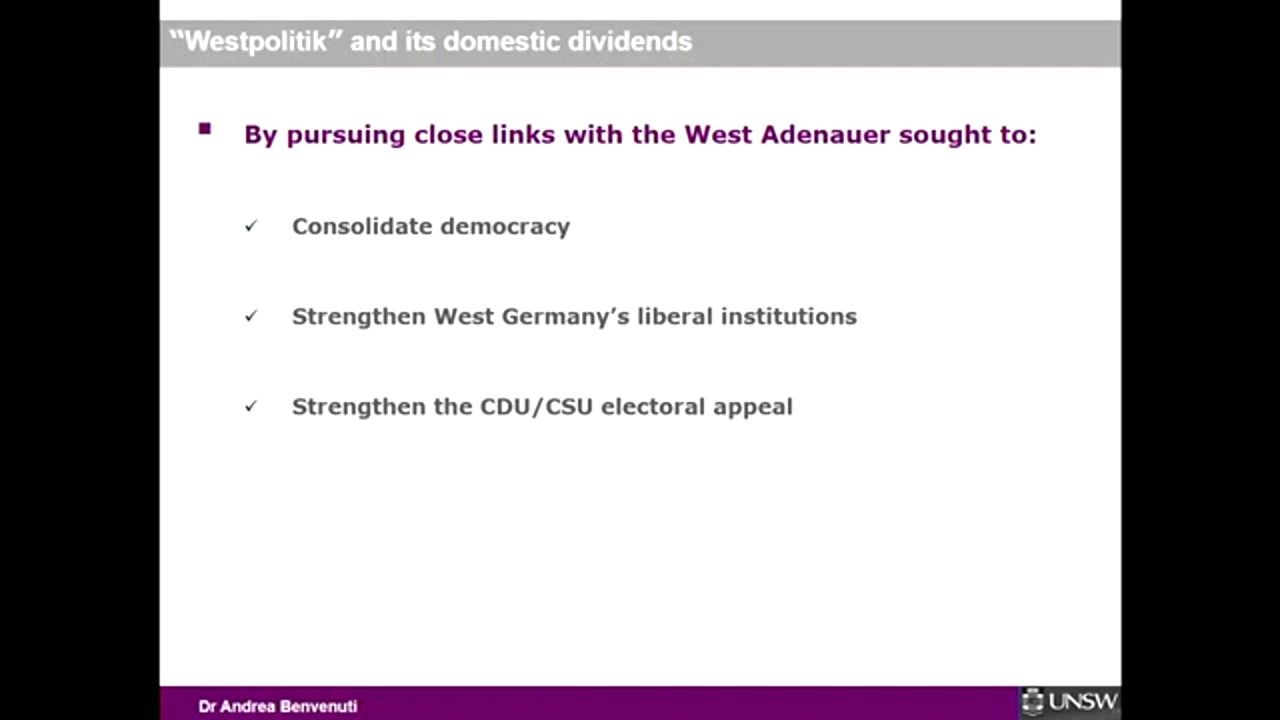 “Westpolitik” and its domestic dividends
By pursuing close links with the West Adenauer sought to:
Consolidate democracy
Strengthen West Germany’s liberal institutions
Strengthen the CDU/CSU electoral appeal
Dr Andrea Benvenuti
UNSW